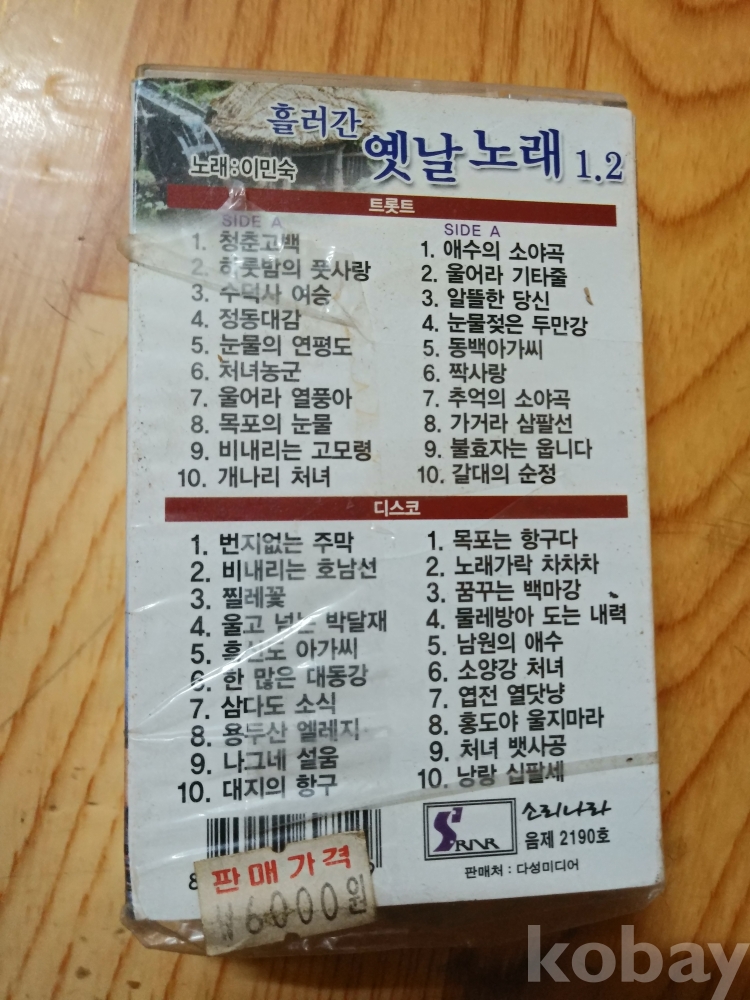 흘러간
옛날 노래 1.2
노래:이민숙
트롯트
SIDE A
1. 청춘고백
2. 하룻밤의 풋사랑
3. 수덕사 여승
4. 정동대감
5. 눈물의 연평도
6. 처녀농군
7. 울어라 열풍아
8. 목포의 눈물
9. 비내리는 고모령
10. 개나리 처녀
SIDE A
1. 애수의 소야곡
2. 울어라 기타줄
3. 알뜰한 당신
4. 눈물젖은 두만강
5. 동백아가씨
6. 짝사랑
7. 추억의 소야곡
8. 가거라 삼팔선
9. 불효자는 웁니다
10. 갈대의 순정
디스코
1. 번지없는 주막
2. 비내리는 호남선
3. 찔레꽃
4. 울고 넘는 박달재
5. 흑산도 아가씨
6. 한 많은 대동강
7. 삼다도 소식
8. 용두산 엘레지
9. 나그네 설움
10. 대지의 항구
1. 목포는 항구다
2. 노래가락 차차차
3. 꿈꾸는 백마강
4. 물레방아 도는 내력
5. 남원의 애수
6. 소양강 처녀
7. 엽전 열닷냥
8. 홍도야 울지마라
9. 처녀 뱃사공
10. 낭랑 십팔세
소리나라
음제 2190호
판매처 : 다성미디어
판매가격
₩6000원
kobay